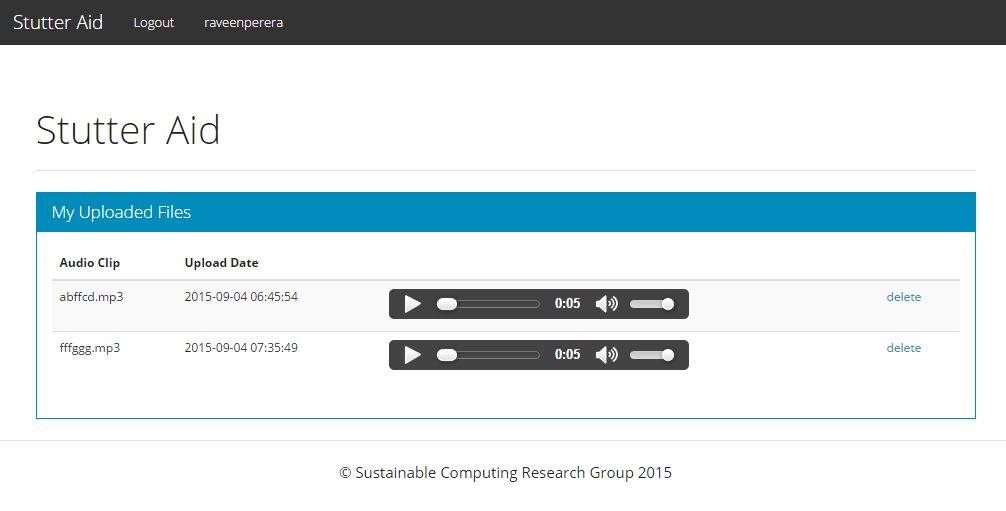 Stutter Aid Logout raveenperera
Stutter Aid
My Uploaded Files
Audio Clip Upload Date
abffcd.mp3 2015-09-04 06:45:54 0:05 delete
fffggg.mp3 2015-09-04 07:35:49 0:05 delete
© Sustainable Computing Research Group 2015